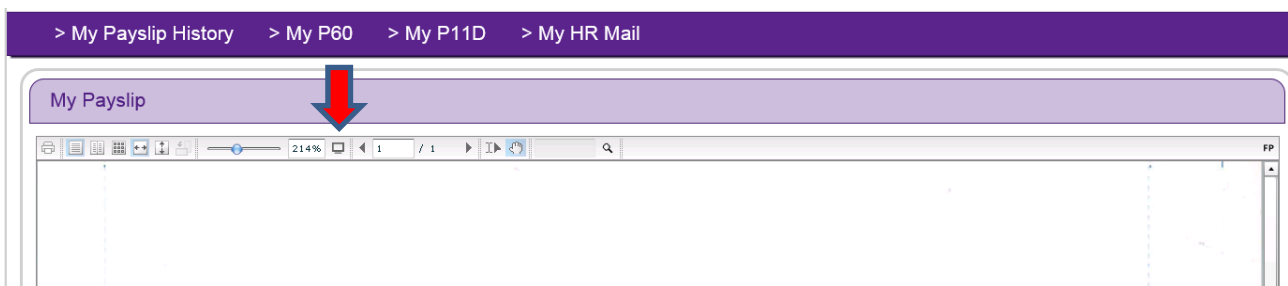 > My Payslip History > My P60 > My P11D > My HR Mail
My Payslip
214% 1 / 1 FP